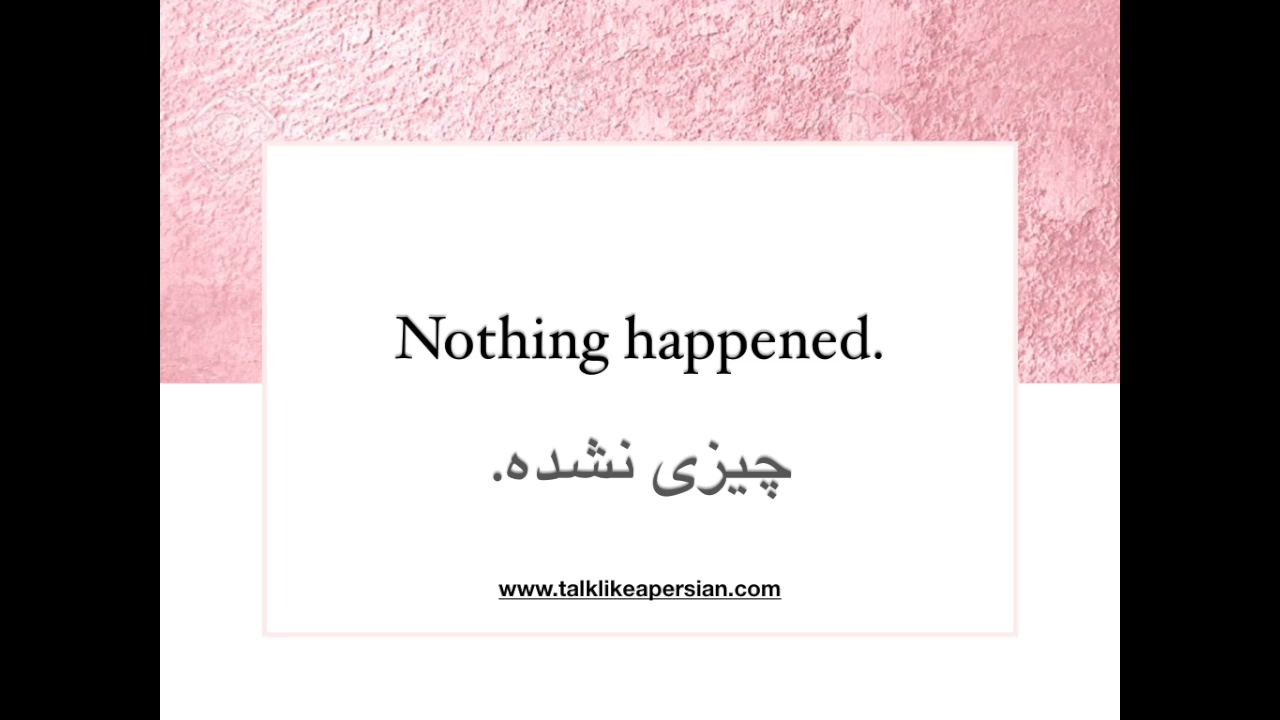 Nothing happened.
چیزی نشده.
www.talklikeapersian.com